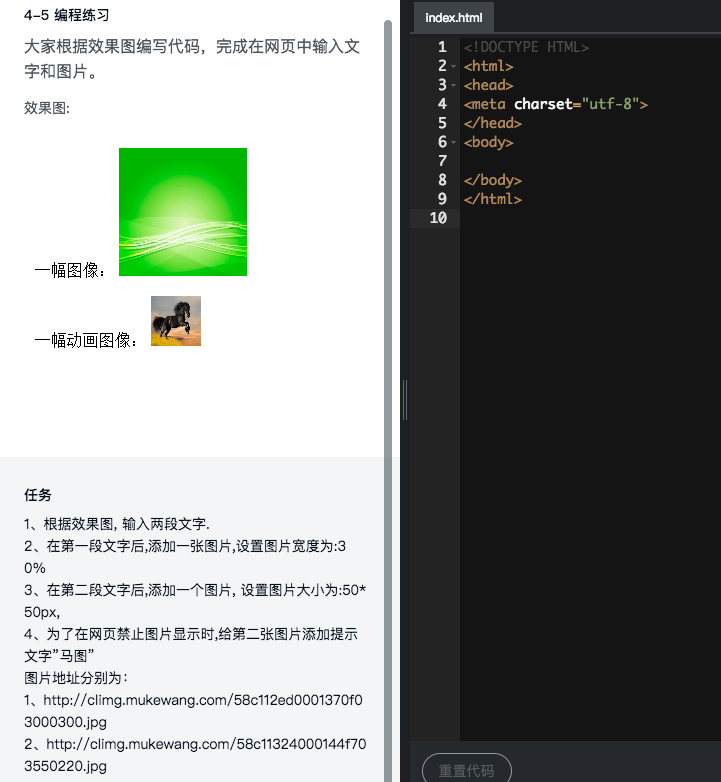 4-5 编程练习
大家根据效果图编写代码，完成在网页中输入文
字和图片。
效果图:
一幅图像：
一幅动画图像：
任务
1、根据效果图, 输入两段文字.
2、在第一段文字后,添加一张图片,设置图片宽度为:3
0%
3、在第二段文字后,添加一个图片, 设置图片大小为:50*
50px,
4、为了在网页禁止图片显示时,给第二张图片添加提示
文字”马图”
图片地址分别为：
1、http://climg.mukewang.com/58c112ed0001370f0
3000300.jpg
2、http://climg.mukewang.com/58c11324000144f70
3550220.jpg
index.html
1 <!DOCTYPE HTML>
2 <html>
3 <head>
4 <meta charset="utf-8">
5 </head>
6 <body>
7
8 </body>
9 </html>
10
重置代码